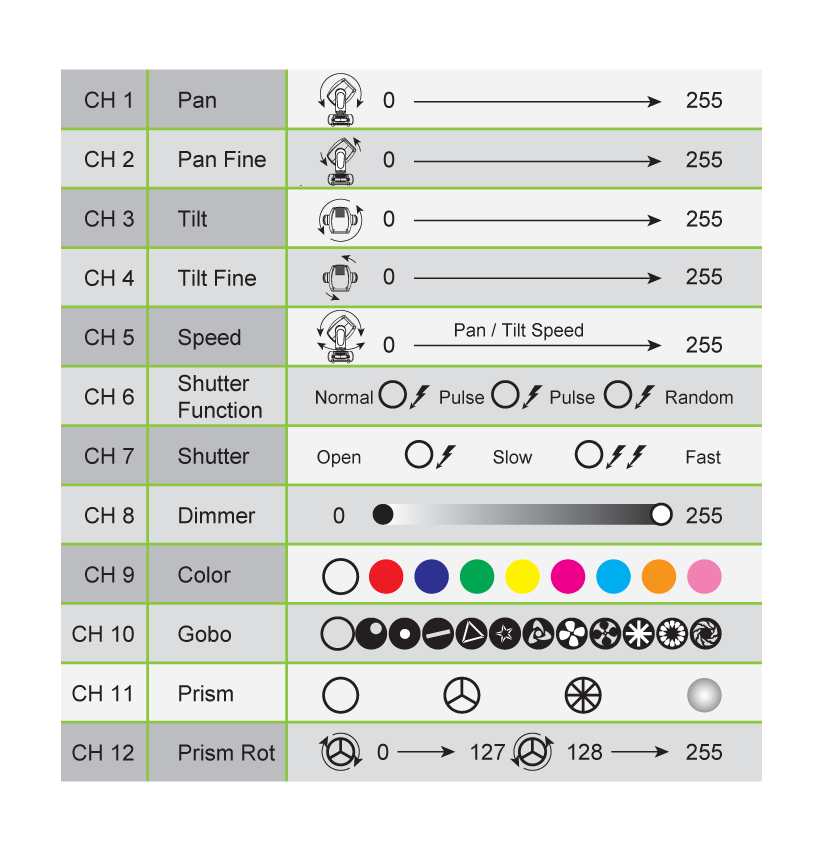 CH 1 Pan 0 255
CH 2 Pan Fine 0 255
CH 3 Tilt 0 255
CH 4 Tilt Fine 0 255
CH 5 Speed 0 Pan / Tilt Speed 255
CH 6 Shutter Function Normal Pulse Pulse Random
CH 7 Shutter Open Slow Fast
CH 8 Dimmer 0 255
CH 9 Color
CH 10 Gobo
CH 11 Prism
CH 12 Prism Rot 0 127 128 255